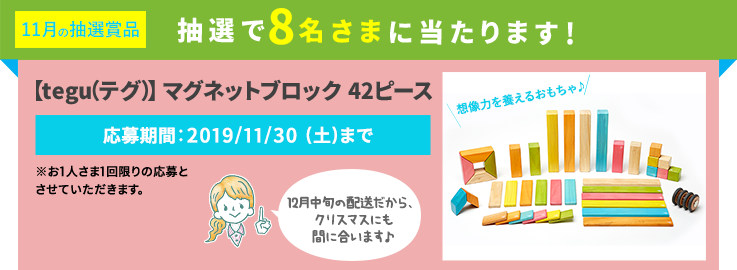 11月の抽選賞品
抽選で8名さまに当たります!
【tegu(テグ)】マグネットブロック 42ピース
応募期間:2019/11/30(土)まで
※お1人さま1回限りの応募と
させていただきます。
12月中旬の配送だから、
クリスマスにも
間に合います♪
想像力を養えるおもちゃ♪